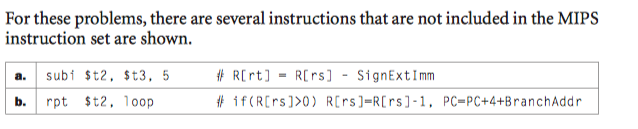 For these problems, there are several instructions that are not included in the MIPS
instruction set are shown.
a. subi $t2, $t3, 5 # R[rt] = R[rs] - SignExtImm
b. rpt $t2, loop # if(R[rs]>0) R[rs]=R[rs]-1, PC=PC+4+BranchAddr